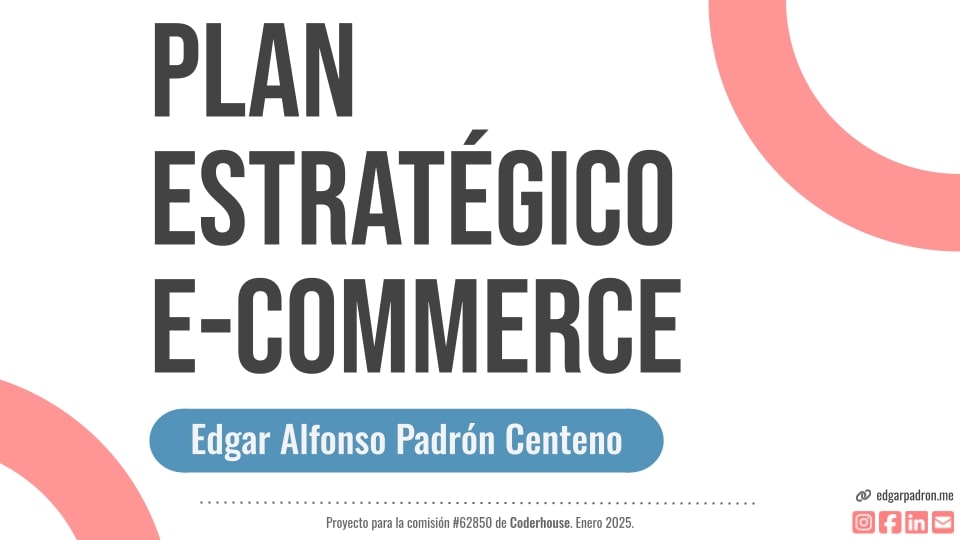 PLAN
ESTRATÉGICO
E-COMMERCE
Edgar Alfonso Padrón Centeno
Proyecto para la comisión #62850 de Coderhouse. Enero 2025.
edgarpadron.me